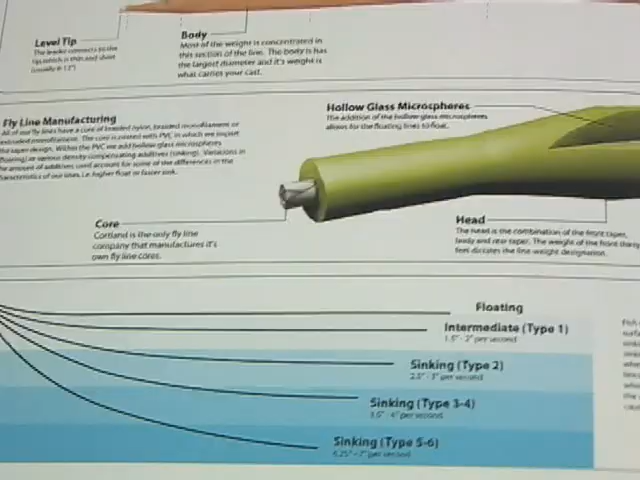 Level Tip
The leader connects to the
tip which is thin and short
(usually 6-12")
Body
Most of the weight is concentrated in
this section of the line. The body is has
the largest diameter and it's weight is
what carries your cast.
Fly Line Manufacturing
All of our fly lines have a core of braided nylon, braided monofilament or
extruded monofilament. The core is coated with PVC in which we impart
the taper design. Within the PVC we add hollow glass microspheres
(floating) or various density compensating additives (sinking). Variations in
the amount of additives used account for some of the differences in the
characteristics of our lines. i.e. higher float or faster sink.
Hollow Glass Microspheres
The addition of the hollow glass microspheres
allows for the floating lines to float.
Core
Cortland is the only fly line
company that manufactures it's
own fly line cores.
Head
The head is the combination of the front taper,
body and rear taper. The weight of the front thirty
feet dictates the line weight designation.
Floating
Intermediate (Type 1)
1.5" - 2" per second
Sinking (Type 2)
2.5" - 3" per second
Sinking (Type 3-4)
per second
Sinking (Type 5-6)
6.25" - 7" per second